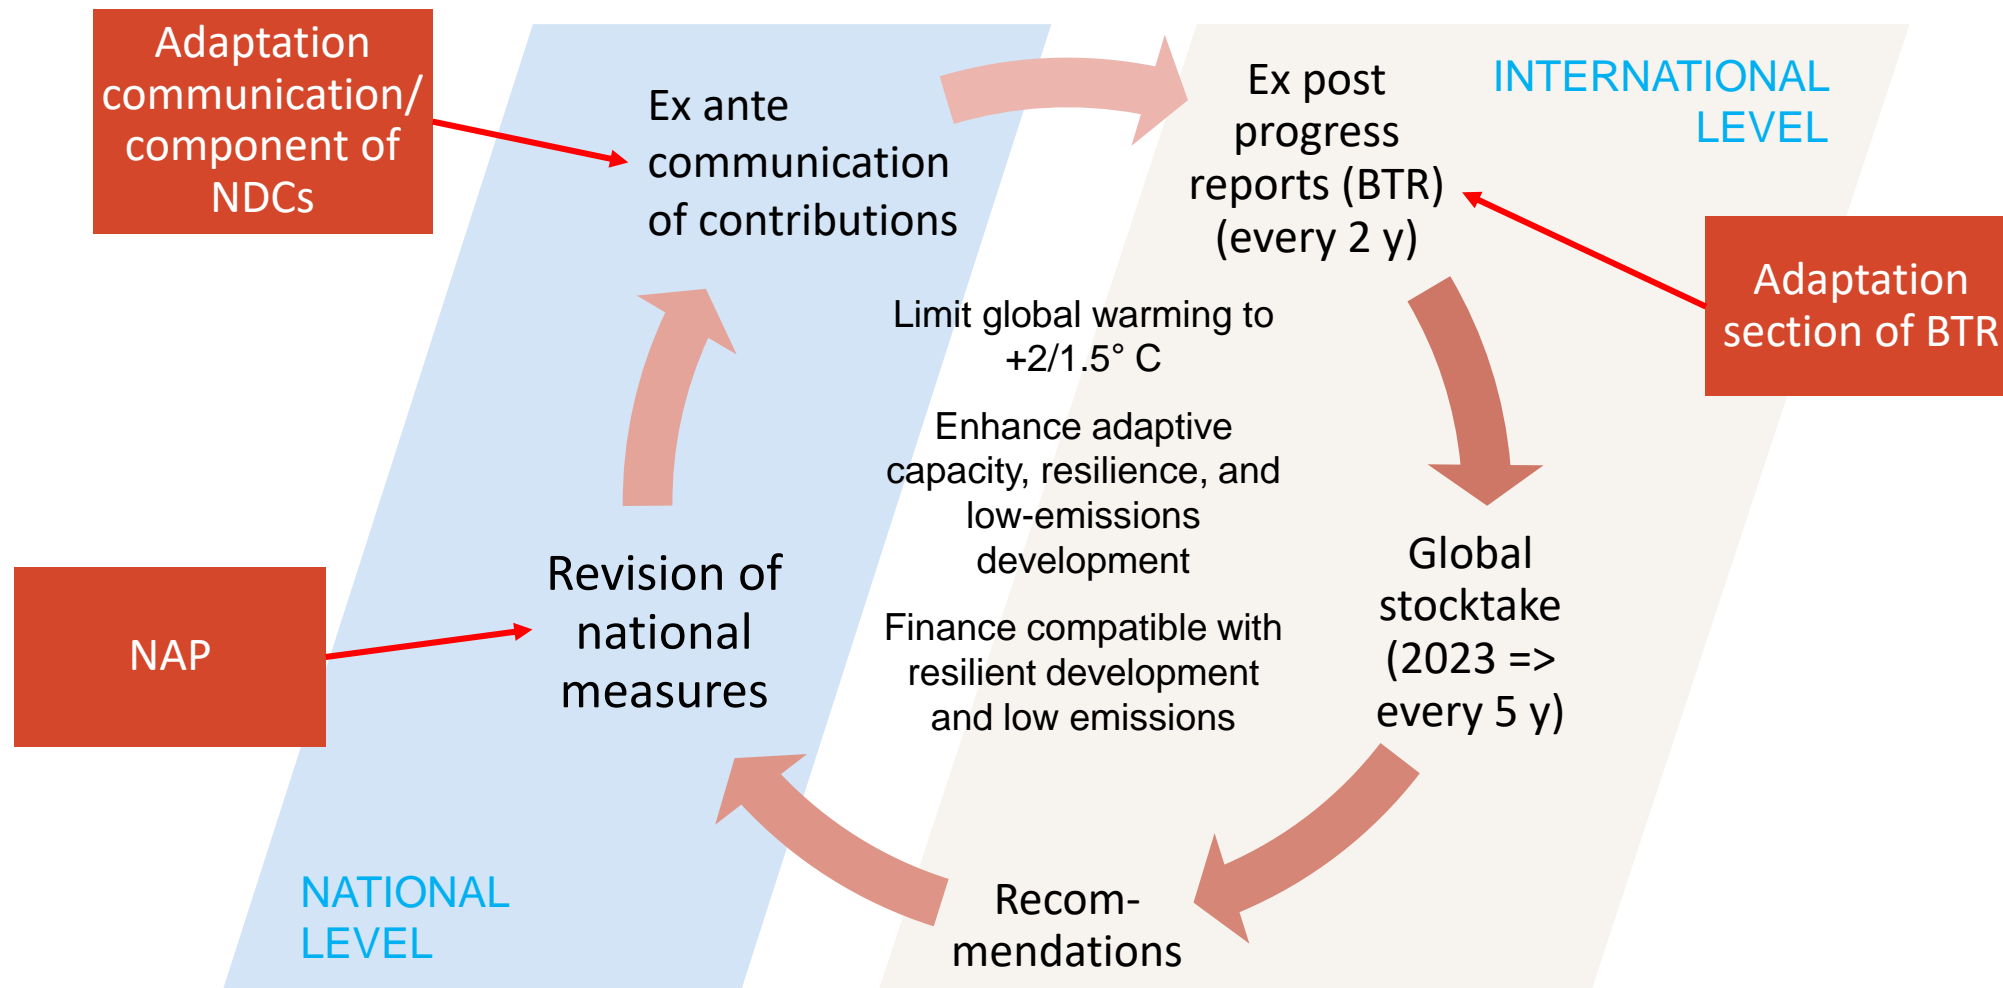 Adaptation
communication/
component of
NDCs
Ex ante
communication
of contributions
Ex post
progress
reports (BTR)
(every 2 y)
INTERNATIONAL
LEVEL
Adaptation
section of BTR
Limit global warming to
+2/1.5° C
Enhance adaptive
capacity, resilience, and
low-emissions
development
Finance compatible with
resilient development
and low emissions
Global
stocktake
(2023 =>
every 5 y)
Revision of
national
measures
NAP
Recom-
mendations
NATIONAL
LEVEL